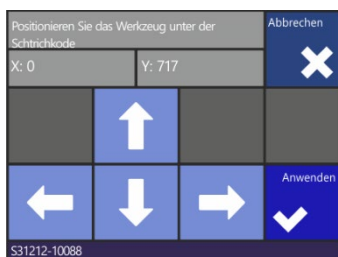 Positionieren Sie das Werkzeug unter der
Schtrichkode
Abbrechen
X: 0
Y: 717
Anwenden
S31212-10088